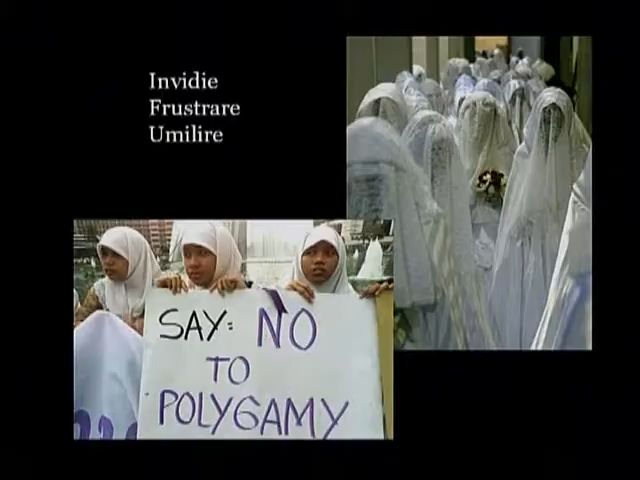 Invidie
Frustrare
Umilire
SAY: NO
TO
POLYGAMY